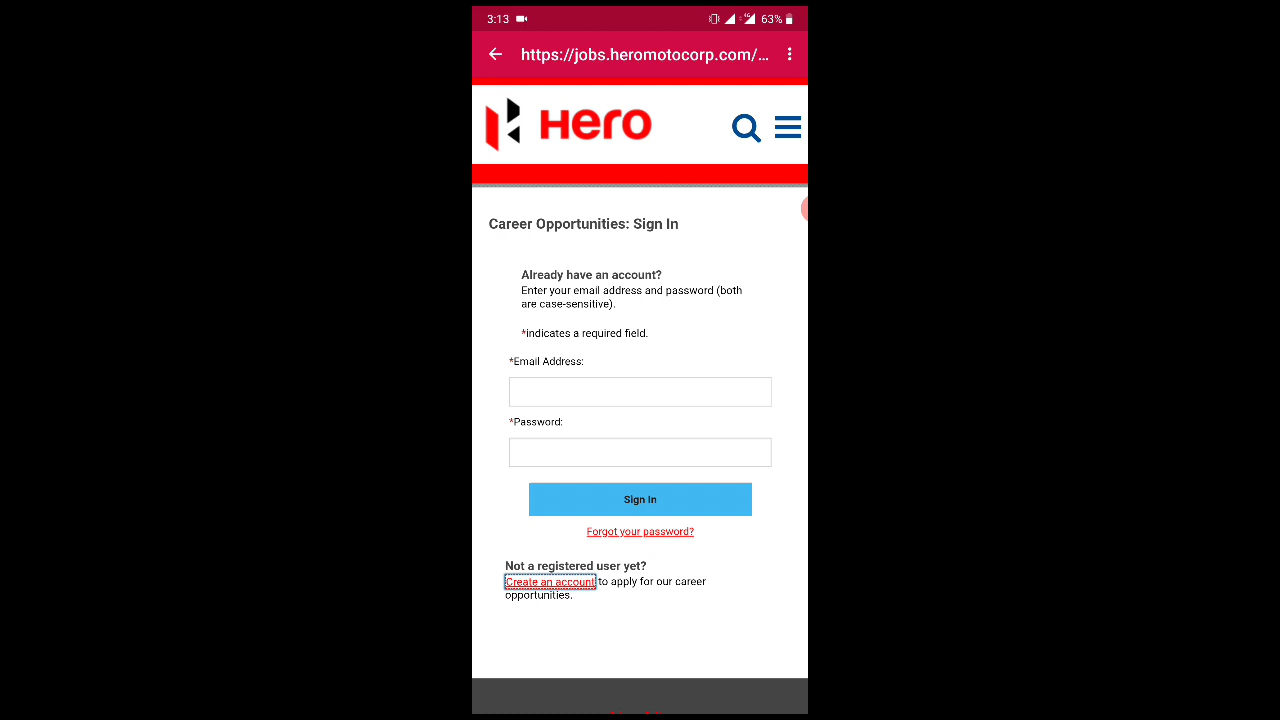 3:13 4G 63%
https://jobs.heromotocorp.com/...
Hero
Career Opportunities: Sign In
Already have an account?
Enter your email address and password (both
are case-sensitive).
*indicates a required field.
*Email Address:
*Password:
Sign In
Forgot your password?
Not a registered user yet?
Create an account to apply for our career
opportunities.